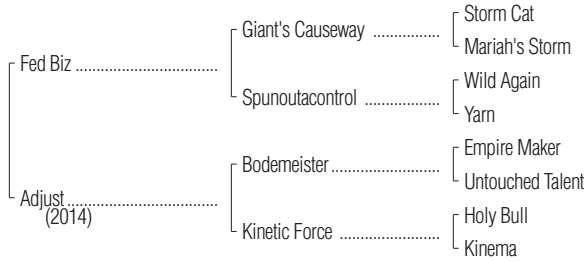 Fed Biz
Adjust
(2014)
Giant's Causeway
Spunoutacontrol
Bodemeister
Kinetic Force
Storm Cat
Mariah's Storm
Wild Again
Yarn
Empire Maker
Untouched Talent
Holy Bull
Kinema